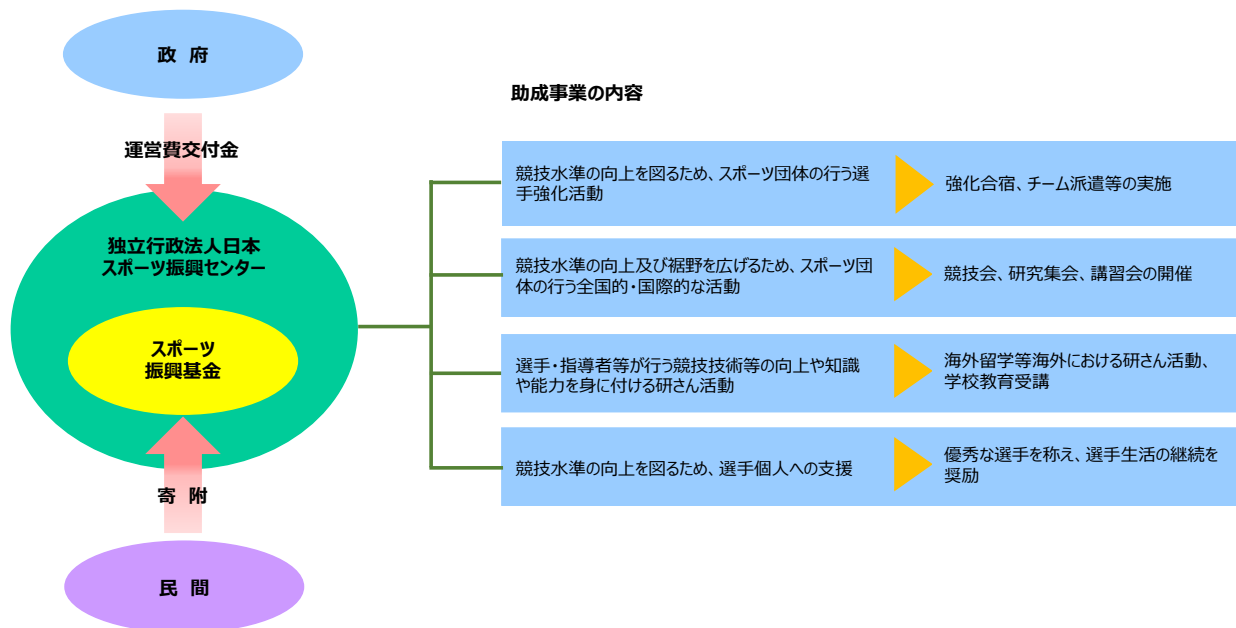 政 府
運営費交付金
独立行政法人日本
スポーツ振興センター
スポーツ
振興基金
寄 附
民 間
助成事業の内容
競技水準の向上を図るため、スポーツ団体の行う選
手強化活動
強化合宿、チーム派遣等の実施
競技水準の向上及び裾野を広げるため、スポーツ団
体の行う全国的・国際的な活動
競技会、研究集会、講習会の開催
選手・指導者等が行う競技技術等の向上や知識
や能力を身に付ける研さん活動
海外留学等海外における研さん活動、
学校教育受講
競技水準の向上を図るため、選手個人への支援
優秀な選手を称え、選手生活の継続を
奨励